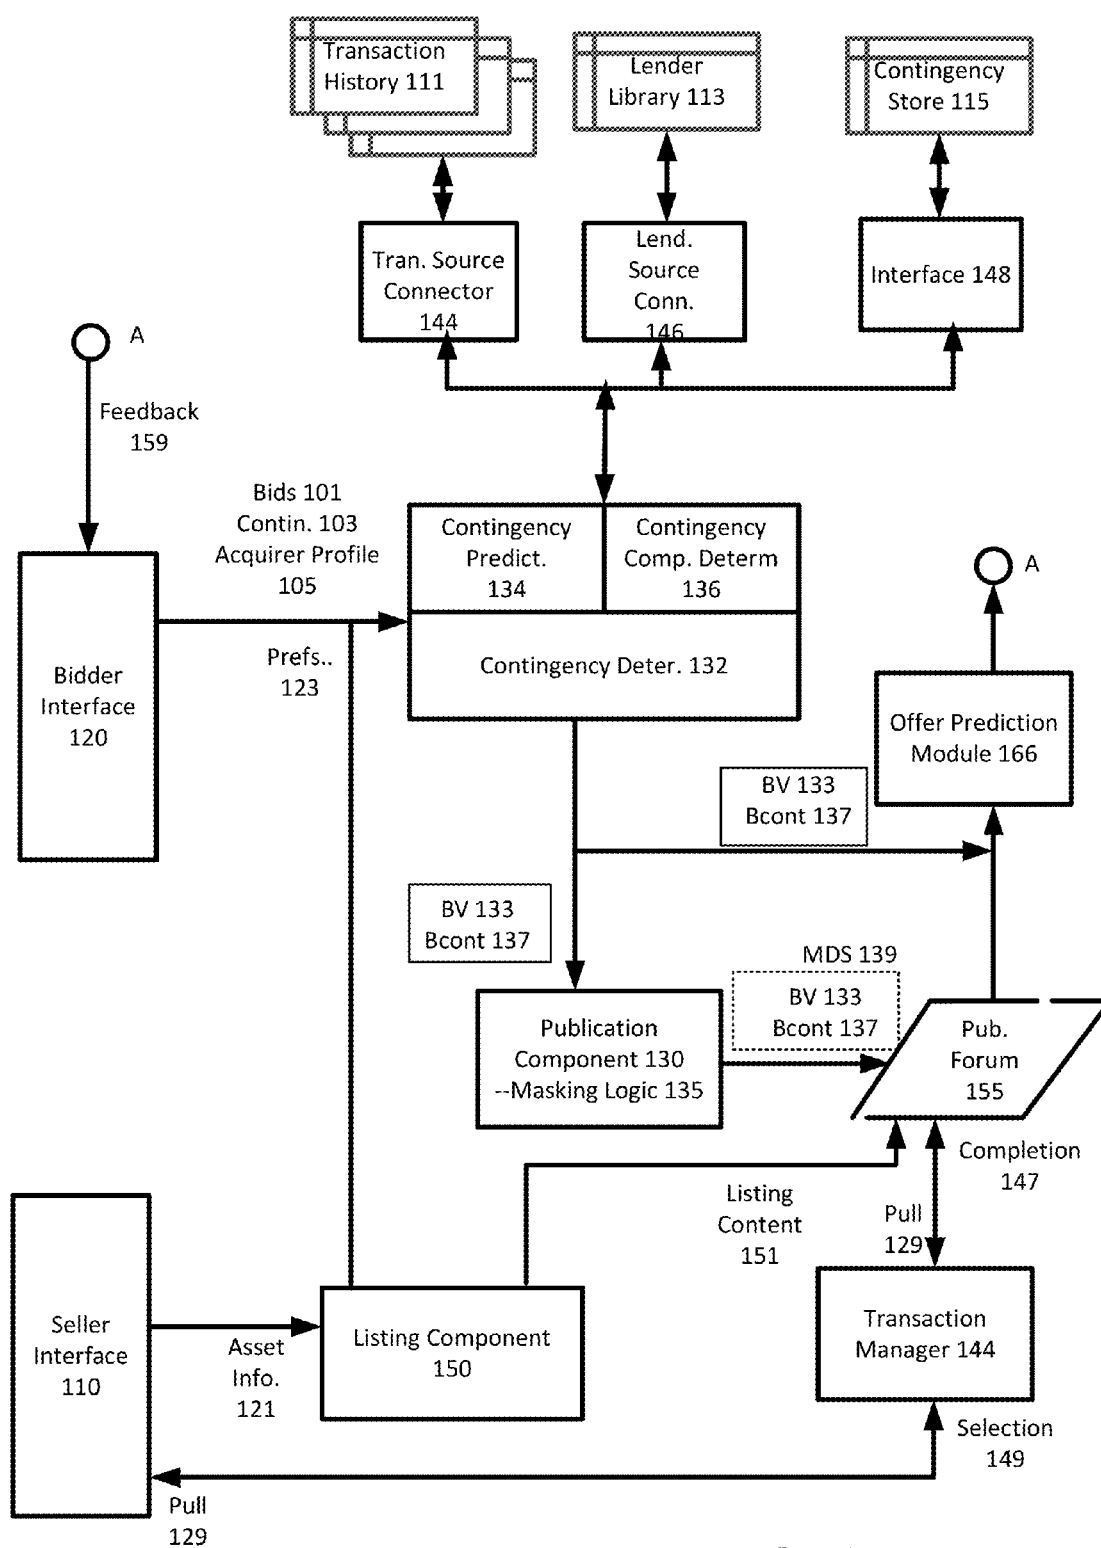 Transaction
History 111
Lender
Library 113
Contingency
Store 115
Tran. Source
Connector
144
Lend.
Source
Conn.
146
Interface 148
A
Feedback
159
Bids 101
Contin. 103
Acquirer Profile
105
Prefs..
123
Contingency
Predict.
134
Contingency
Comp. Determ
136
Contingency Deter. 132
A
Bidder
Interface
120
Offer Prediction
Module 166
BV 133
Bcont 137
BV 133
Bcont 137
MDS 139
BV 133
Bcont 137
Publication
Component 130
--Masking Logic 135
Pub.
Forum
155
Completion
147
Listing
Content
151
Pull
129
Seller
Interface
110
Asset
Info.
121
Listing Component
150
Transaction
Manager 144
Selection
149
Pull
129